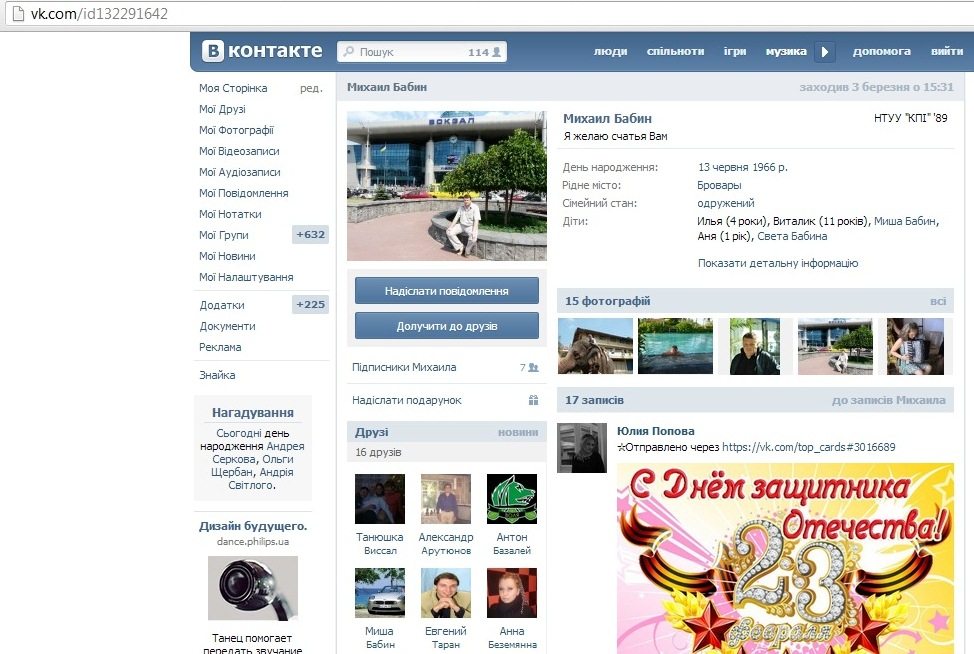 vk.com/id132291642
В контакте
Пошук 114
люди спільноти ігри музика допомога вийти
Моя Сторінка ред.
Мої Друзі
Мої Фотографії
Мої Відеозаписи
Мої Аудіозаписи
Мої Повідомлення
Мої Нотатки
Мої Групи +632
Мої Новини
Мої Налаштування
Додатки +225
Документи
Реклама
Знайка
Нагадування
Сьогодні день
народження Андрея
Серкова, Ольги
Щербан, Андрія
Світлого.
Дизайн будущего.
dance.philips.ua
Танец помогает
передать звучание
Михаил Бабин
заходив 3 березня о 15:31
ВОКЗАЛ
Надіслати повідомлення
Долучити до друзів
Підписники Михаила 7
Надіслати подарунок
Друзі новини
16 друзів
Танюшка
Виссал
Александр
Арутюнов
Антон
Базалей
Миша
Бабин
Евгений
Таран
Анна
Беземянна
Михаил Бабин НТУУ "КПІ" '89
Я желаю счатья Вам
День народження: 13 червня 1966 р.
Рідне місто: Бровары
Сімейний стан: одружений
Діти: Илья (4 роки), Виталик (11 років), Миша Бабин,
Аня (1 рік), Света Бабина
Показати детальну інформацію
15 фотографій всі
17 записів до записів Михаила
Юлия Попова
☆Отправлено через https://vk.com/top_cards#3016689
С Днём защитника
Отечества!
23
февраля